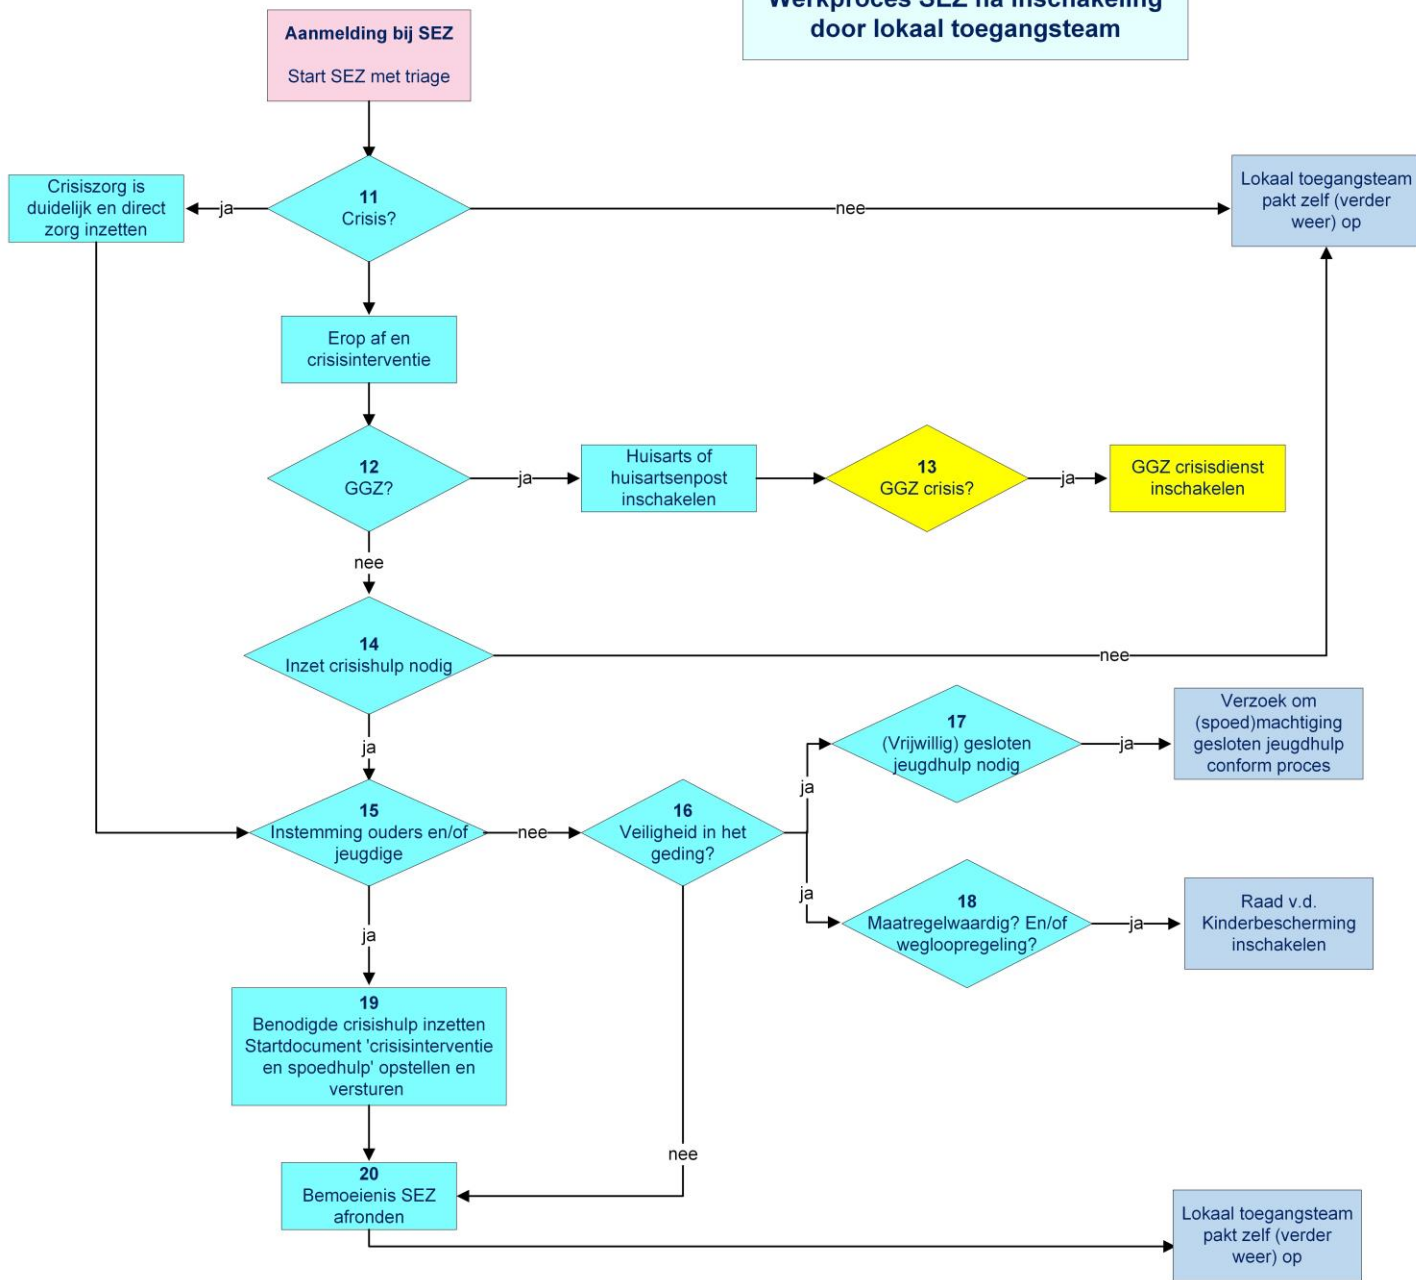 Werkproces SEZ na inschakeling
door lokaal toegangsteam
Aanmelding bij SEZ
Start SEZ met triage
11
Crisis?
ja
nee
Crisiszorg is
duidelijk en direct
zorg inzetten
Lokaal toegangsteam
pakt zelf (verder
weer) op
Erop af en
crisisinterventie
12
GGZ?
ja
Huisarts of
huisartsenpost
inschakelen
13
GGZ crisis?
ja
GGZ crisisdienst
inschakelen
nee
14
Inzet crisishulp nodig
nee
ja
15
Instemming ouders en/of
jeugdige
nee
16
Veiligheid in het
geding?
ja
17
(Vrijwillig) gesloten
jeugdhulp nodig
ja
Verzoek om
(spoed)machtiging
gesloten jeugdhulp
conform proces
ja
18
Maatregelwaardig? En/of
wegloopregeling?
ja
Raad v.d.
Kinderbescherming
inschakelen
ja
19
Benodigde crisishulp inzetten
Startdocument 'crisisinterventie
en spoedhulp' opstellen en
versturen
nee
20
Bemoeienis SEZ
afronden
Lokaal toegangsteam
pakt zelf (verder
weer) op